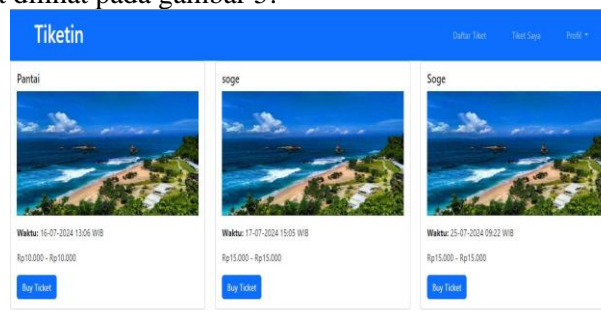 dilihat pada gambar 5.
Tiketin
Daftar Tiket Tiket Saya Profil
Pantai
Waktu: 16-07-2024 13:06 WIB
Rp10.000 - Rp10.000
Buy Ticket
soge
Waktu: 17-07-2024 15:05 WIB
Rp15.000 - Rp15.000
Buy Ticket
Soge
Waktu: 25-07-2024 09:22 WIB
Rp15.000 - Rp15.000
Buy Ticket